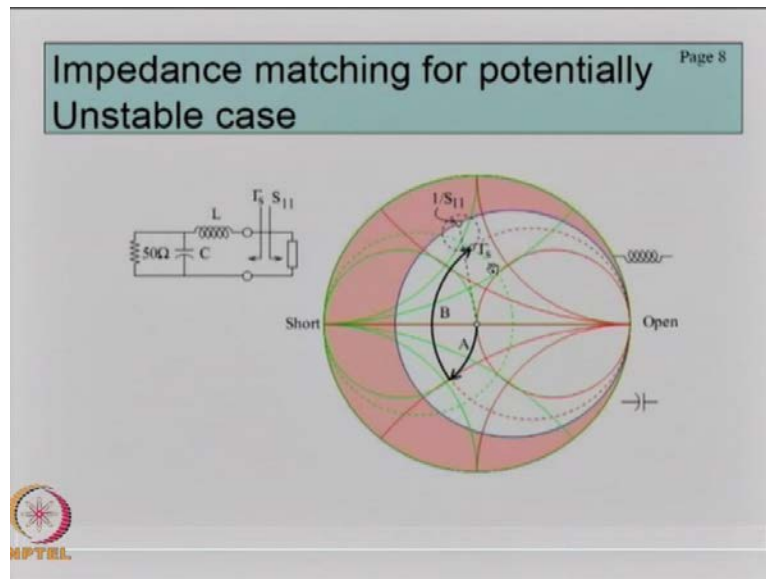 Impedance matching for potentially
Unstable case
Page 8
Γs S11
L
50Ω
C
1/S11
Γs
B
A
Short
Open
NPTEL